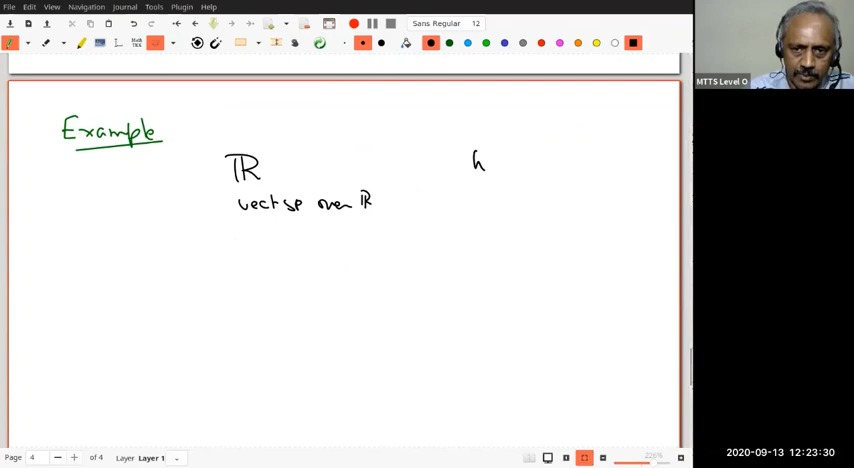 File Edit View Navigation Journal Tools Plugin Help
Sans Regular 12
MTTS Level O
Example
ℝ h
vect sp over ℝ
Page 4 of 4 Layer Layer 1 226%
2020-09-13 12:23:30